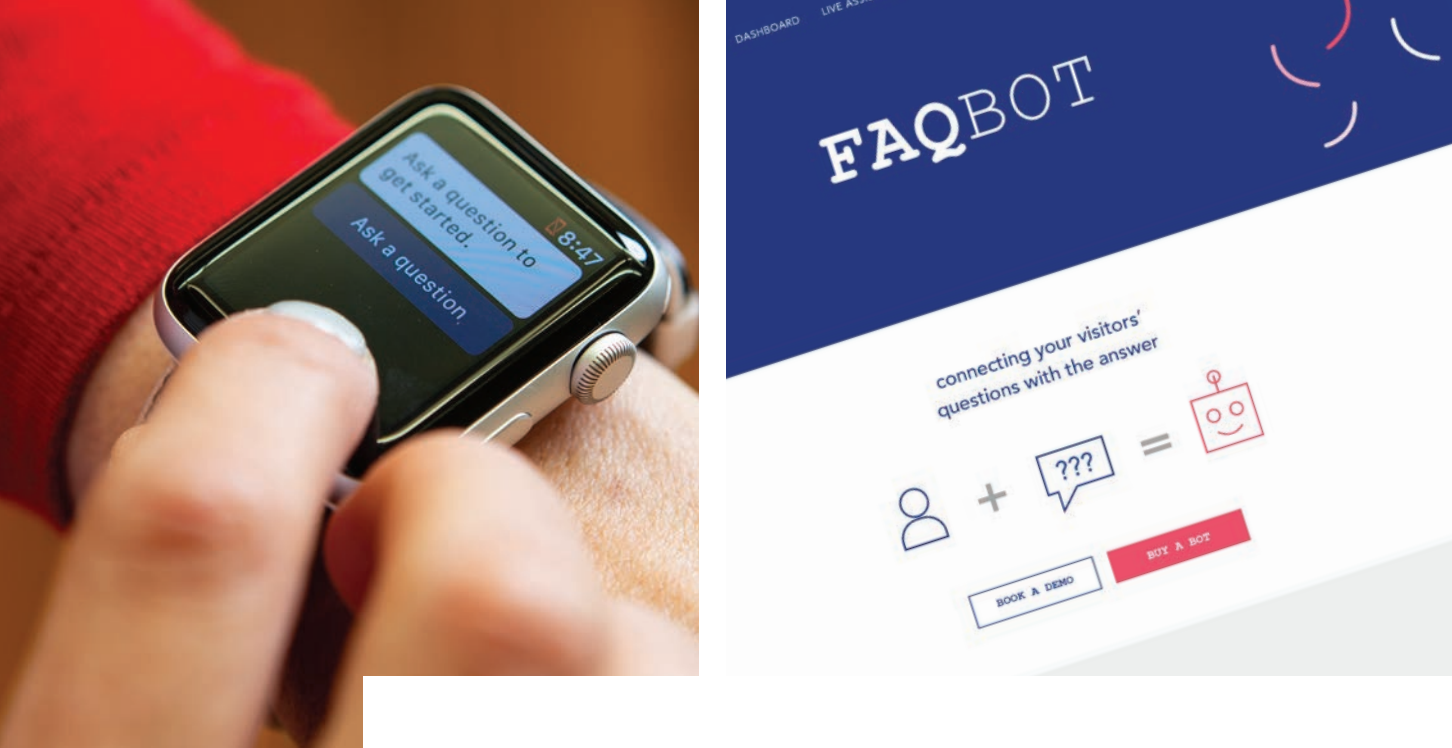 8:47
Ask a question to
get started.
Ask a question.
DASHBOARD LIVE
FAQBOT
connecting your visitors'
questions with the answer
???
BOOK A DEMO
BUY A BOT